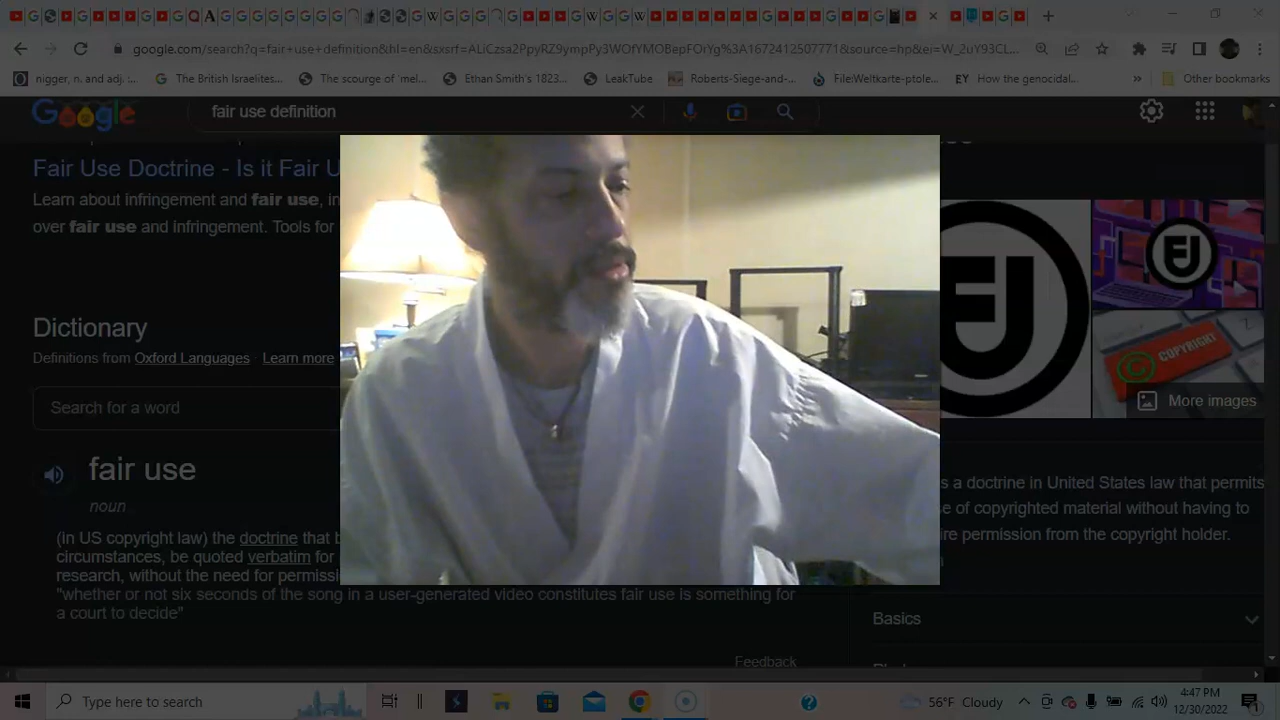 google.com/search?q=fair+use+definition&hl=en&sxsrf=ALiCzsa2PpyRZ9ympPy3WOfYMOBepFOrYg%3A1672412507771&source=hp&ei=W_2uY93CL...
nigger, n. and adj. :...
The British Israelites...
The scourge of 'mel...
Ethan Smith's 1823...
LeakTube
Roberts-Siege-and-...
File:Weltkarte-ptole...
EY How the genocidal...
»
Other bookmarks
Google
fair use definition
Fair Use Doctrine - Is it Fair U
Learn about infringement and fair use, in
over fair use and infringement. Tools for
Dictionary
Definitions from Oxford Languages · Learn more
Search for a word
fair use
noun
(in US copyright law) the doctrine that b
circumstances, be quoted verbatim for
research, without the need for permissi
"whether or not six seconds of the song in a user-generated video constitutes fair use is something for
a court to decide"
Feedback
FU
FU
© COPYRIGHT
More images
s a doctrine in United States law that permits
e of copyrighted material without having to
ire permission from the copyright holder.
Basics
Type here to search
56°F Cloudy
4:47 PM
12/30/2022